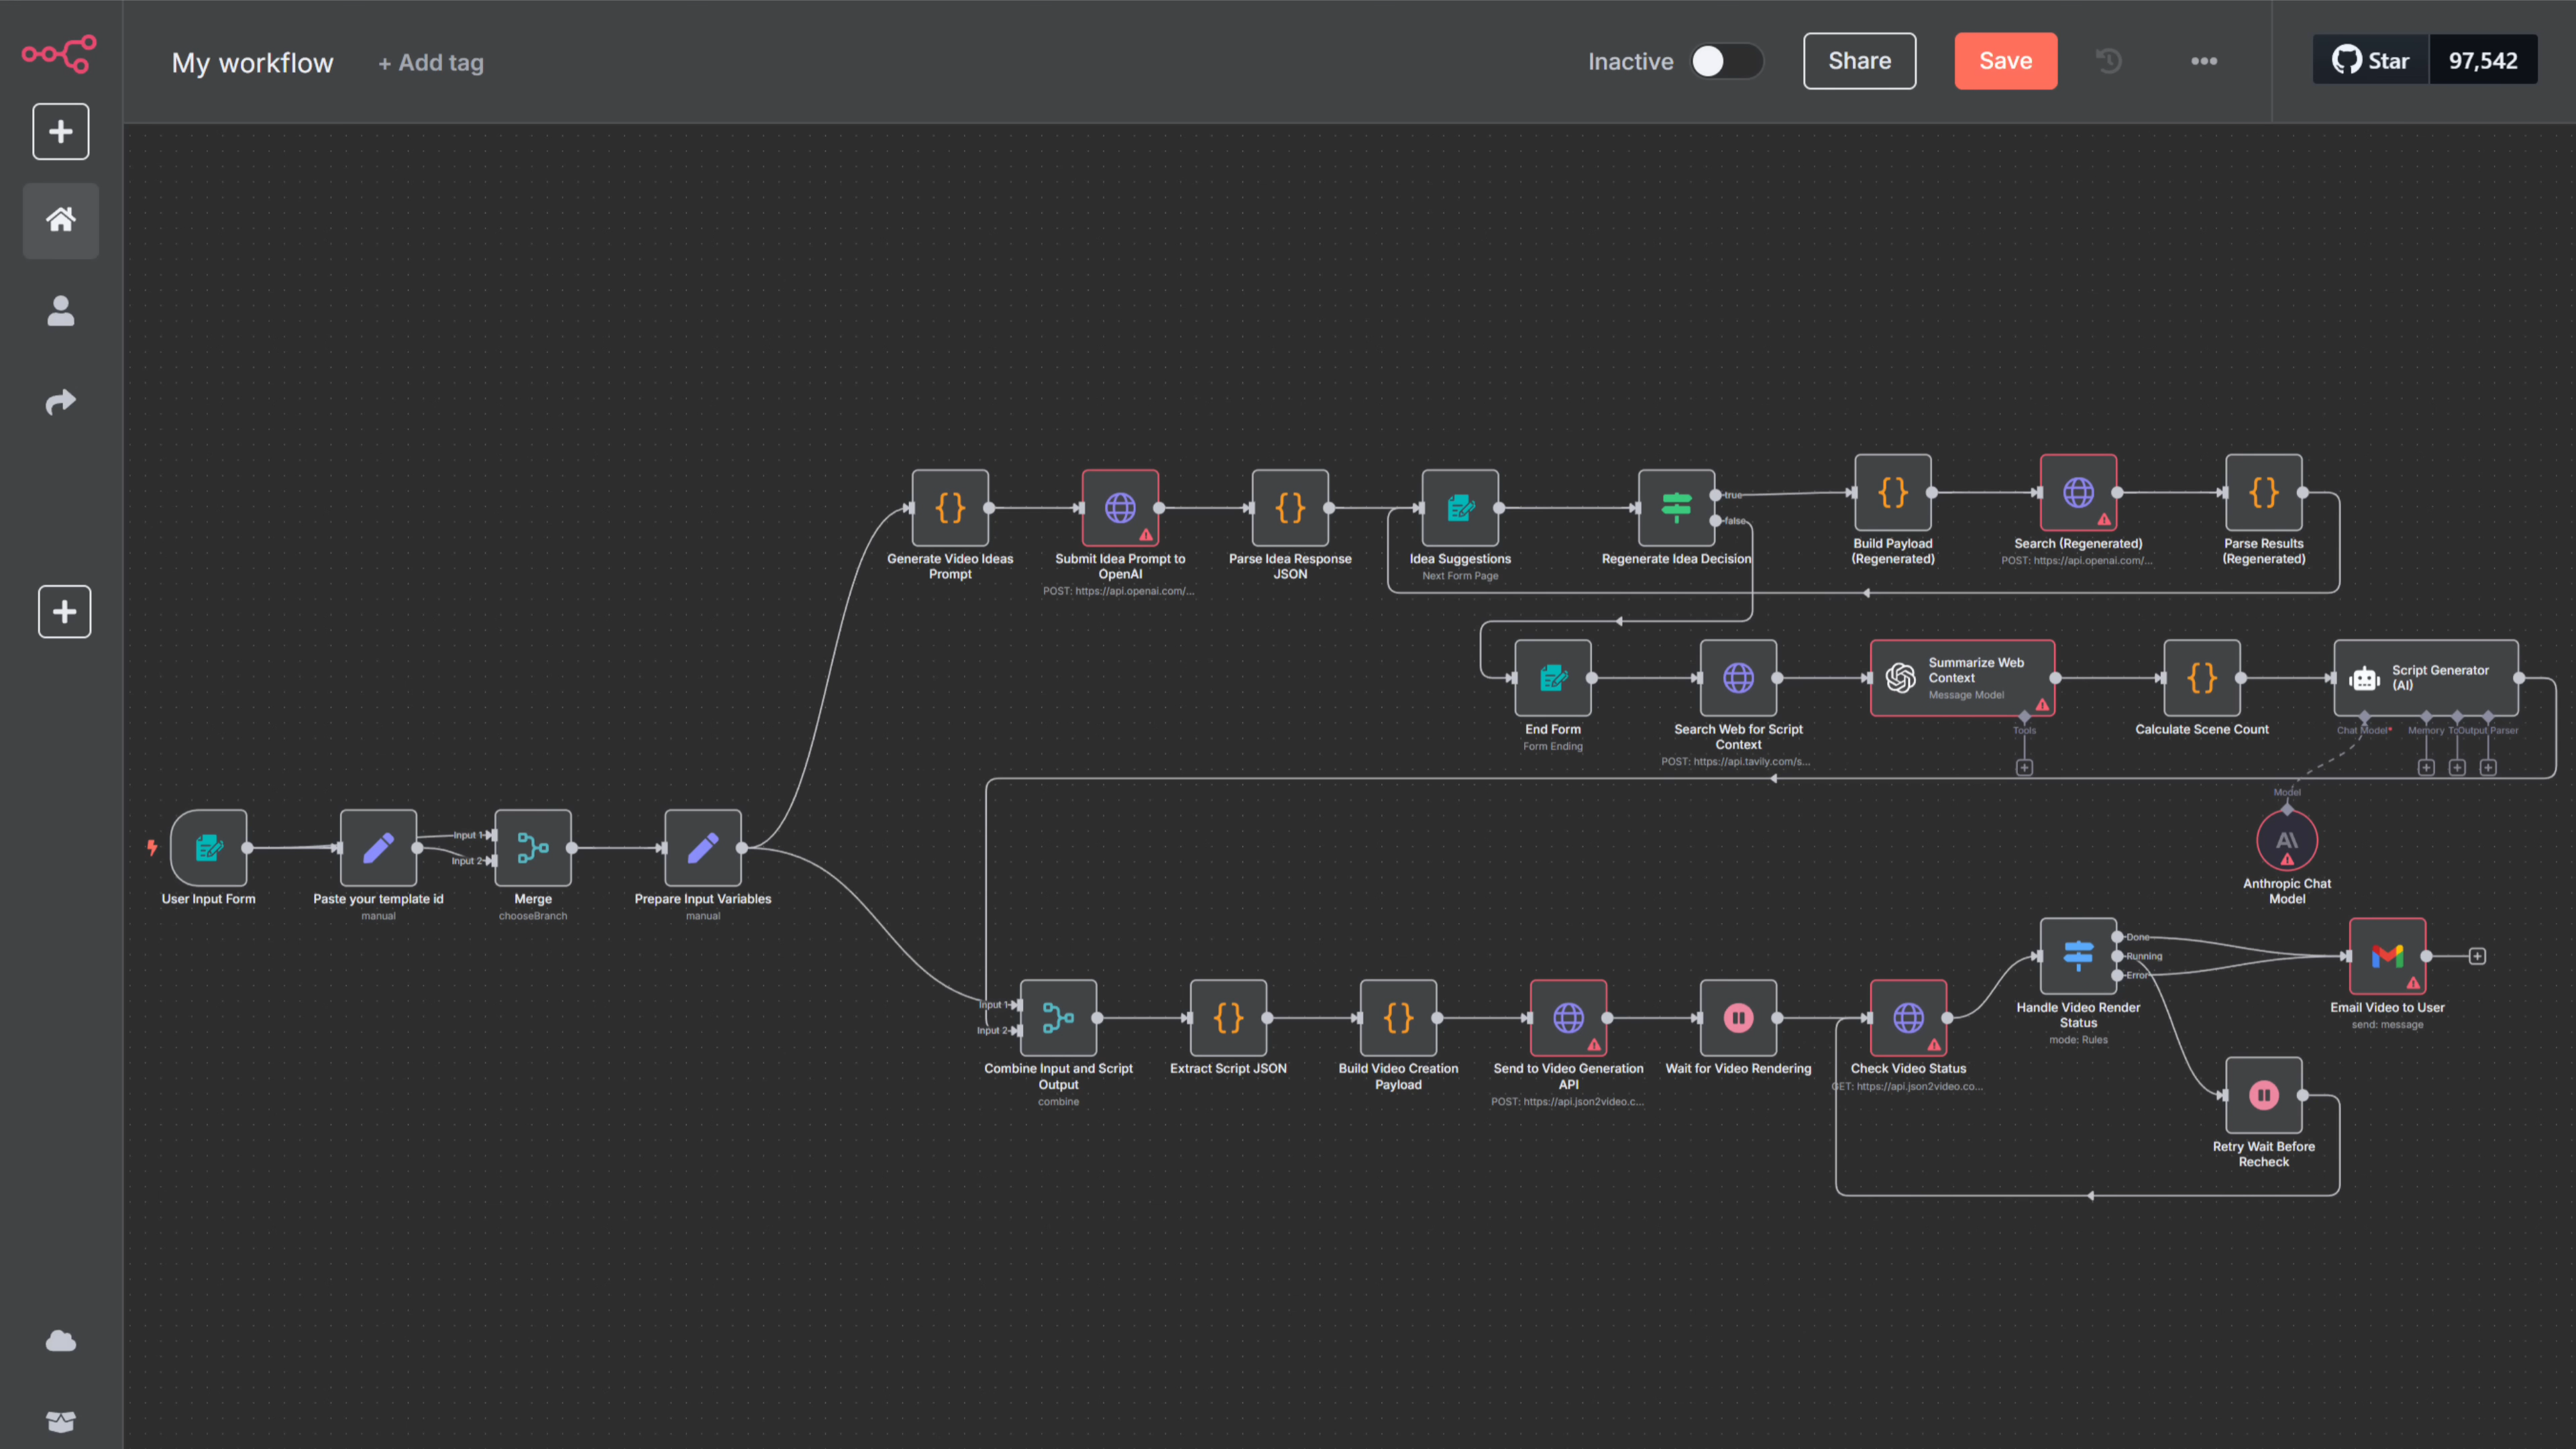 My workflow
+ Add tag
Inactive
Share
Save
Star
97,542
Generate Video Ideas
Prompt
Submit Idea Prompt to
OpenAI
POST: https://api.openai.com/...
Parse Idea Response
JSON
Idea Suggestions
Next Form Page
Regenerate Idea Decision
true
false
Build Payload
(Regenerated)
Search (Regenerated)
POST: https://api.openai.com/...
Parse Results
(Regenerated)
End Form
Form Ending
Search Web for Script
Context
POST: https://api.tavily.com/s...
Summarize Web
Context
Message Model
Tools
Calculate Scene Count
Script Generator
(AI)
Chat Model*
Memory
Output Parser
Model
Anthropic Chat
Model
User Input Form
Paste your template id
manual
Input 1
Input 2
Merge
chooseBranch
Prepare Input Variables
manual
Input 1
Input 2
Combine Input and Script
Output
combine
Extract Script JSON
Build Video Creation
Payload
Send to Video Generation
API
POST: https://api.json2video.c...
Wait for Video Rendering
Check Video Status
GET: https://api.json2video.co...
Done
Running
Error
Handle Video Render
Status
mode: Rules
Email Video to User
send: message
Retry Wait Before
Recheck